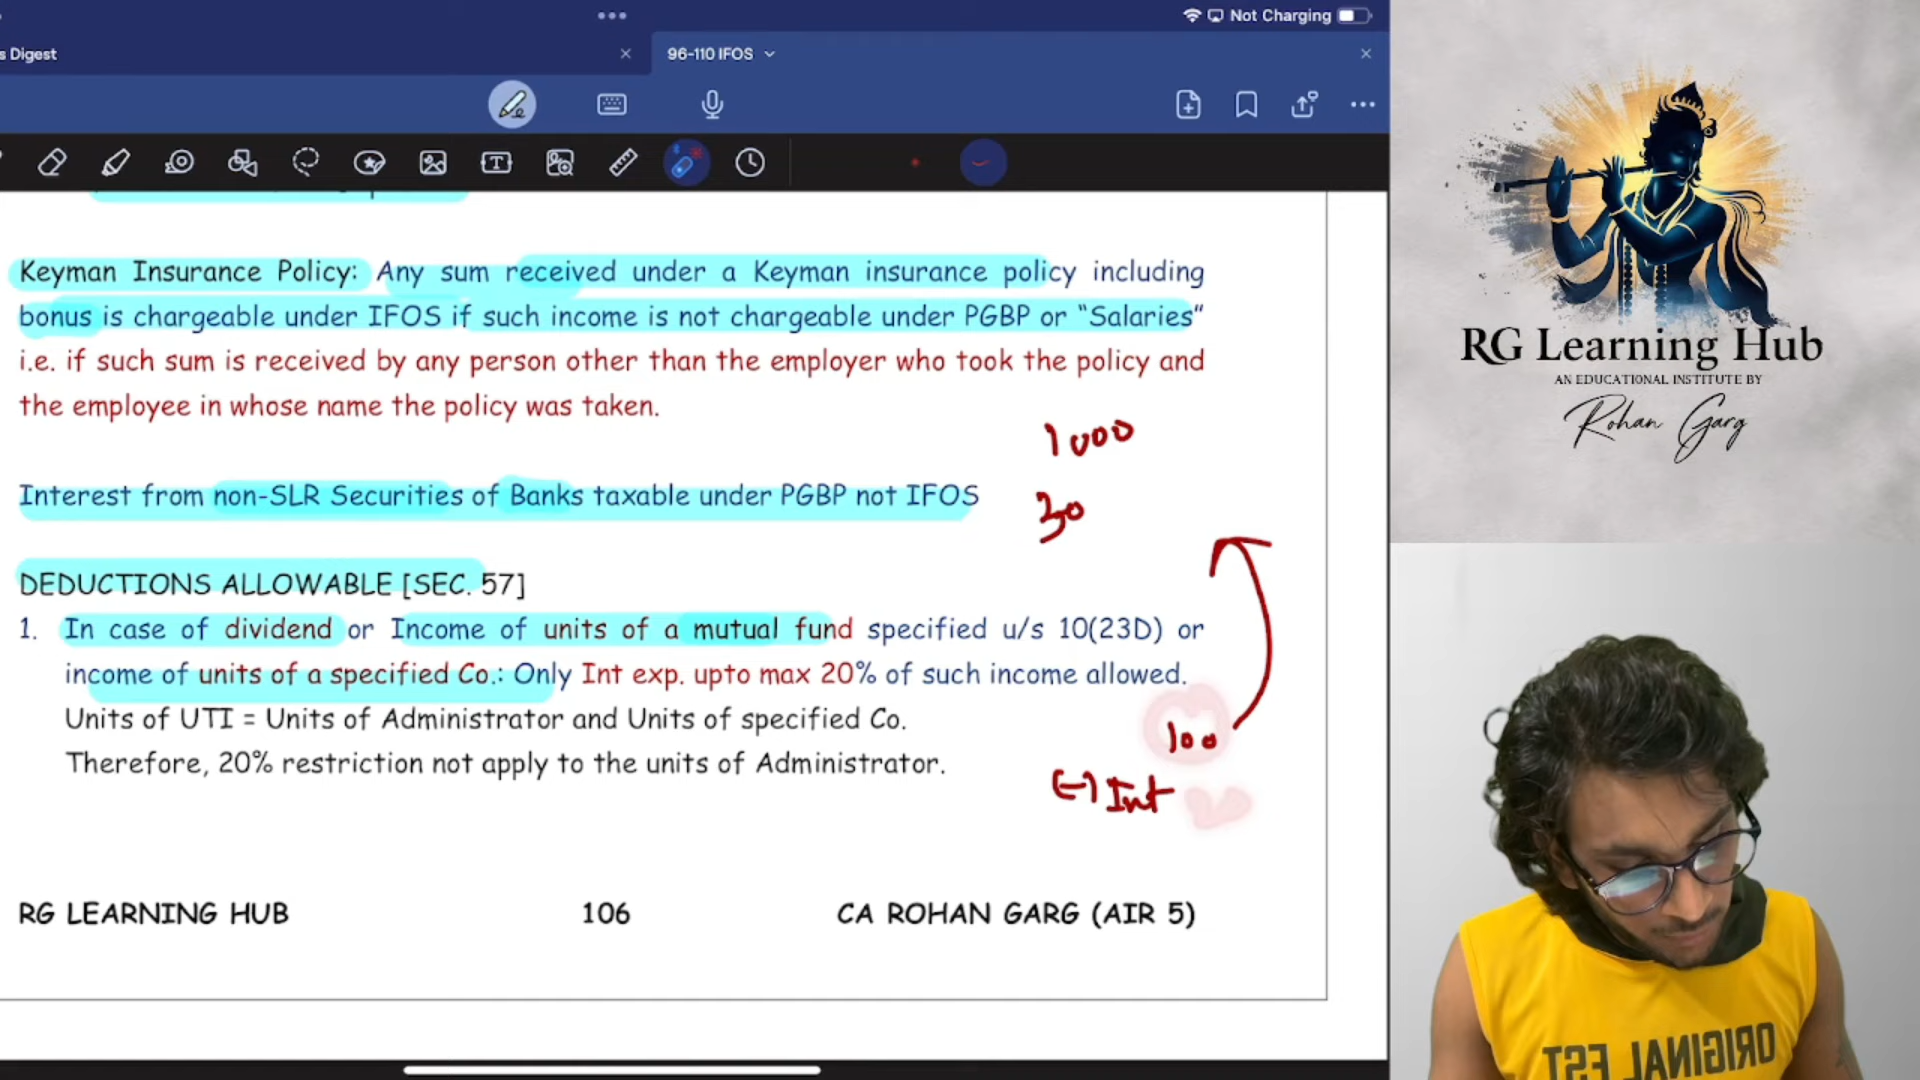 Not Charging
s Digest
96-110 IFOS
Keyman Insurance Policy: Any sum received under a Keyman insurance policy including
bonus is chargeable under IFOS if such income is not chargeable under PGBP or “Salaries”
i.e. if such sum is received by any person other than the employer who took the policy and
the employee in whose name the policy was taken.
1000
Interest from non-SLR Securities of Banks taxable under PGBP not IFOS
30
DEDUCTIONS ALLOWABLE [SEC. 57]
1. In case of dividend or Income of units of a mutual fund specified u/s 10(23D) or
income of units of a specified Co.: Only Int exp. upto max 20% of such income allowed.
Units of UTI = Units of Administrator and Units of specified Co.
Therefore, 20% restriction not apply to the units of Administrator.
100
(-) Int 20
RG LEARNING HUB 106 CA ROHAN GARG (AIR 5)
RG Learning Hub
AN EDUCATIONAL INSTITUTE BY
Rohan Garg
ORIGINAL EST